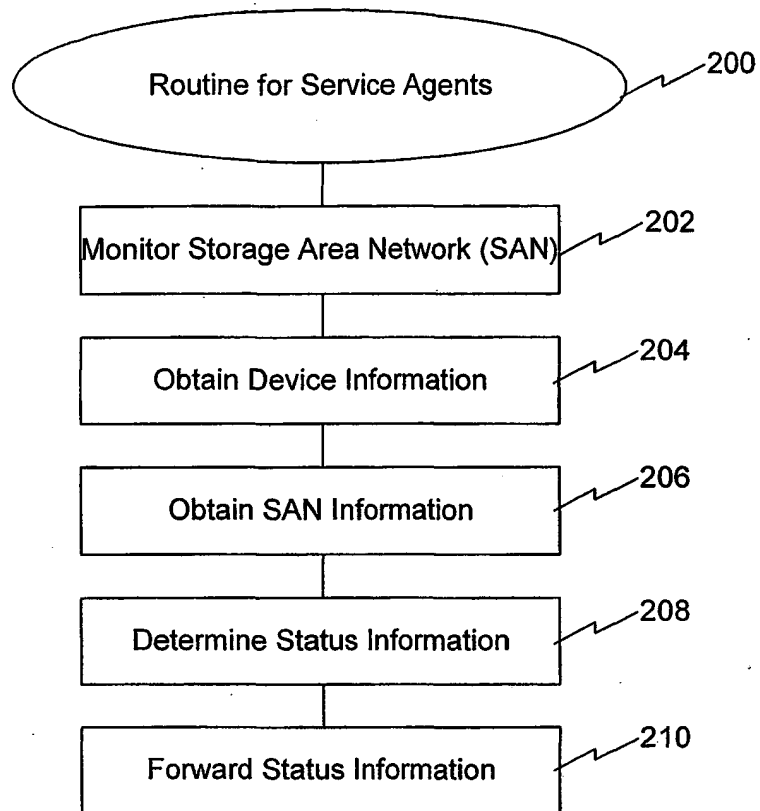 Routine for Service Agents
200
Monitor Storage Area Network (SAN)
202
Obtain Device Information
204
Obtain SAN Information
206
Determine Status Information
208
Forward Status Information
210